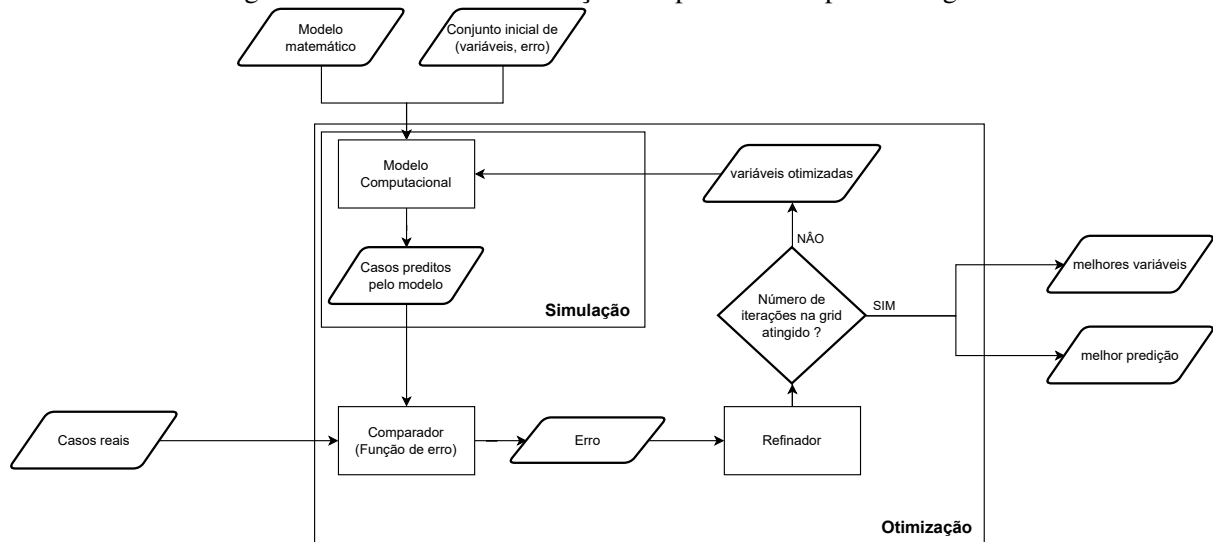 Modelo
matemático
Conjunto inicial de
(variáveis, erro)
Modelo
Computacional
variáveis otimizadas
NÂO
Casos preditos
pelo modelo
Simulação
Número de
iterações na grid
atingido ?
SIM
melhores variáveis
melhor predição
Casos reais
Comparador
(Função de erro)
Erro
Refinador
Otimização